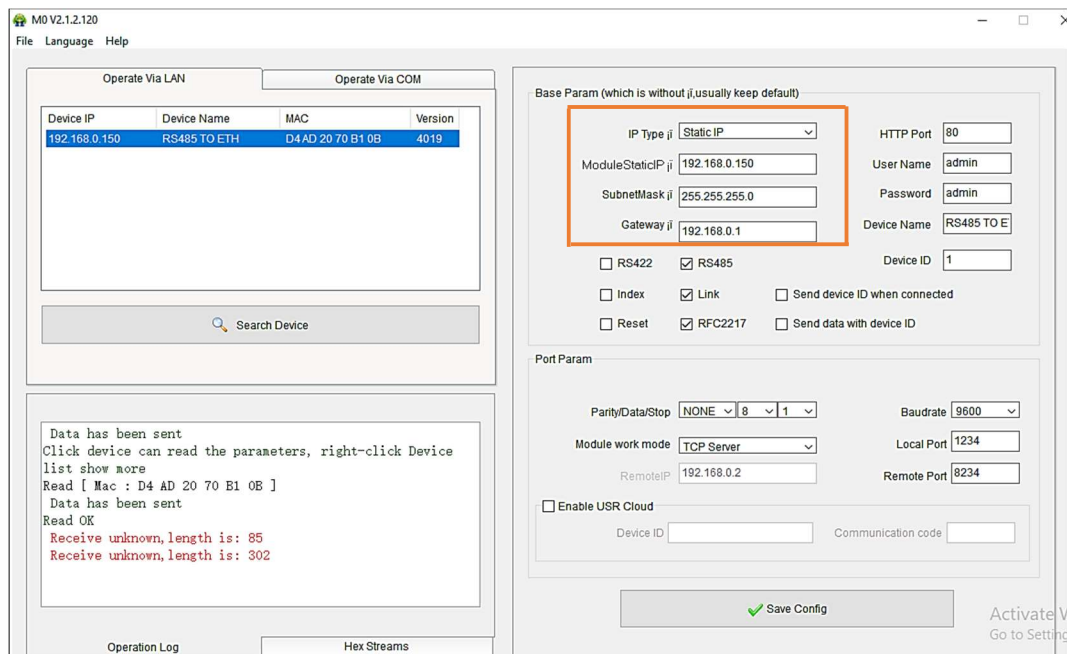 M0 V2.1.2.120
File Language Help
Operate Via LAN Operate Via COM
Device IP Device Name MAC Version
192.168.0.150 RS485 TO ETH D4 AD 20 70 B1 0B 4019
Search Device
Data has been sent
Click device can read the parameters, right-click Device
list show more
Read [ Mac : D4 AD 20 70 B1 0B ]
Data has been sent
Read OK
Receive unknown,length is: 85
Receive unknown,length is: 302
Operation Log Hex Streams
Base Param (which is without ¡ï,usually keep default)
IP Type ¡ï Static IP HTTP Port 80
ModuleStaticIP ¡ï 192.168.0.150 User Name admin
SubnetMask ¡ï 255.255.255.0 Password admin
Gateway ¡ï 192.168.0.1 Device Name RS485 TO E
RS422 RS485 Device ID 1
Index Link Send device ID when connected
Reset RFC2217 Send data with device ID
Port Param
Parity/Data/Stop NONE 8 1 Baudrate 9600
Module work mode TCP Server Local Port 1234
RemoteIP 192.168.0.2 Remote Port 8234
Enable USR Cloud
Device ID Communication code
Save Config
Activate
Go to Setting